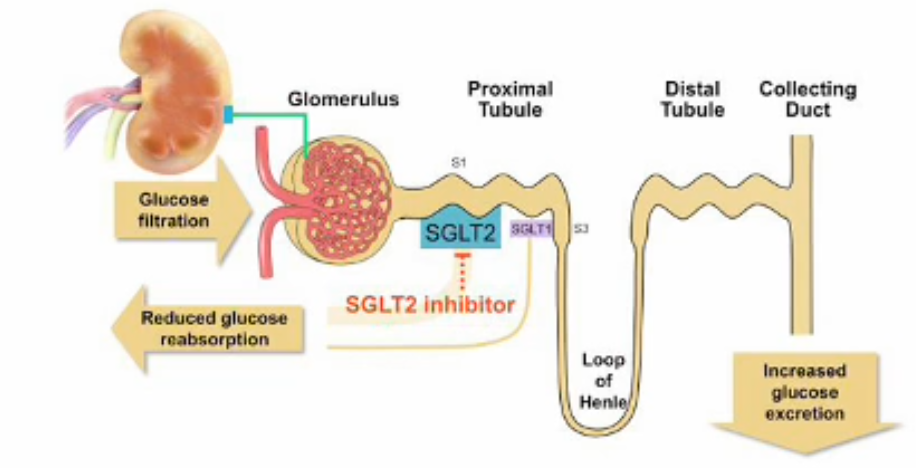 Glomerulus
Proximal
Tubule
Distal
Tubule
Collecting
Duct
S1
Glucose
filtration
SGLT2
SGLT1
S3
SGLT2 inhibitor
Reduced glucose
reabsorption
Loop
of
Henle
Increased
glucose
excretion